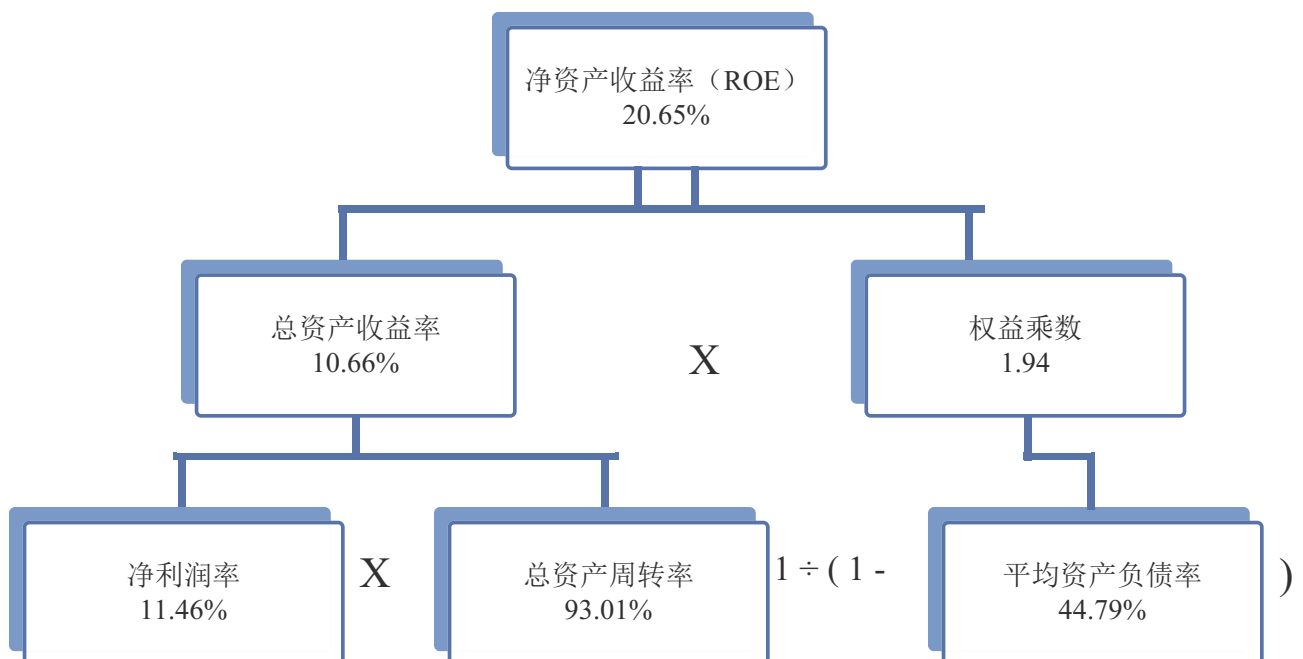 净资产收益率（ROE）
20.65%
总资产收益率
10.66%
X
权益乘数
1.94
净利润率
11.46%
X
总资产周转率
93.01%
1 ÷ ( 1 -
平均资产负债率
44.79%
)